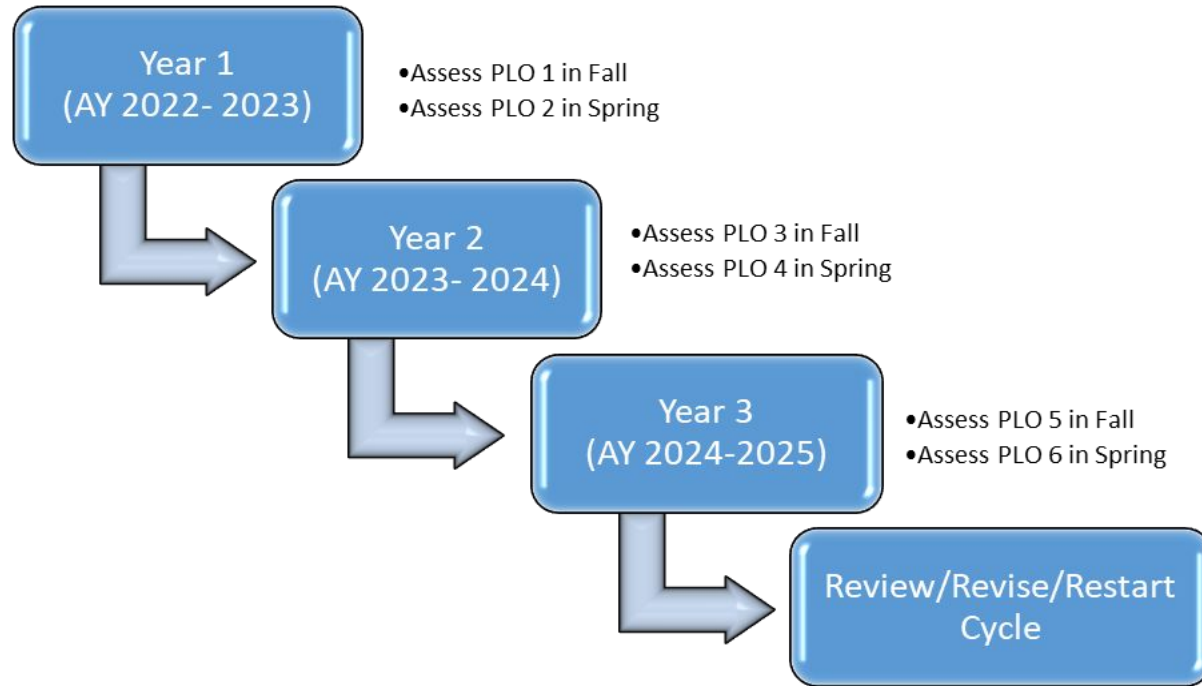 Year 1
(AY 2022- 2023)
•Assess PLO 1 in Fall
•Assess PLO 2 in Spring
Year 2
(AY 2023- 2024)
•Assess PLO 3 in Fall
•Assess PLO 4 in Spring
Year 3
(AY 2024-2025)
•Assess PLO 5 in Fall
•Assess PLO 6 in Spring
Review/Revise/Restart
Cycle